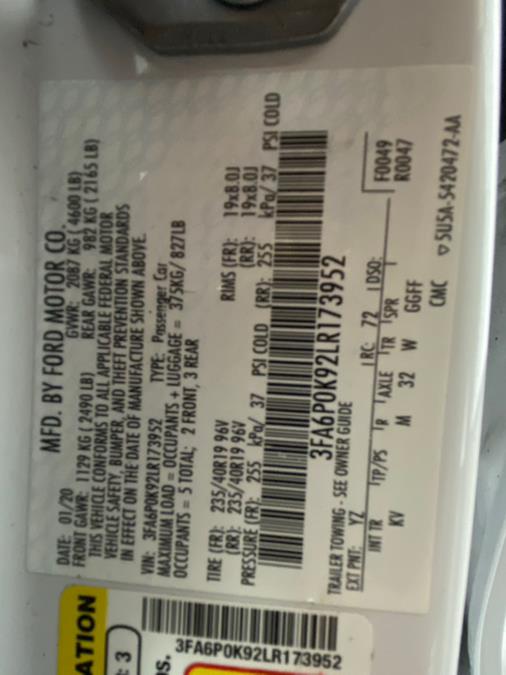 MFD. BY FORD MOTOR CO.
DATE: 01/20 GVWR: 2087 KG ( 4600 LB)
FRONT GAWR: 1129 KG ( 2490 LB) REAR GAWR: 982 KG ( 2165 LB)
THIS VEHICLE CONFORMS TO ALL APPLICABLE FEDERAL MOTOR
VEHICLE SAFETY, BUMPER, AND THEFT PREVENTION STANDARDS
IN EFFECT ON THE DATE OF MANUFACTURE SHOWN ABOVE.
VIN: 3FA6P0K92LR173952 TYPE: Passenger Car
MAXIMUM LOAD = OCCUPANTS + LUGGAGE = 375KG/ 827LB
OCCUPANTS = 5 TOTAL: 2 FRONT, 3 REAR
TIRE (FR): 235/40R19 96V RIMS (FR): 19x8.0J
(RR): 235/40R19 96V (RR): 19x8.0J
PRESSURE (FR): 255 kPa/ 37 PSI COLD (RR): 255 kPa/ 37 PSI COLD
3FA6P0K92LR173952
TRAILER TOWING - SEE OWNER GUIDE
EXT PNT: YZ RC: 72 DSO: F0049
INT TR TP/PS R AXLE TR SPR R0047
KV M 32 W GGFF
CMC 5U5A-5420472-AA
ATION
: 3
os.
3FA6P0K92LR173952